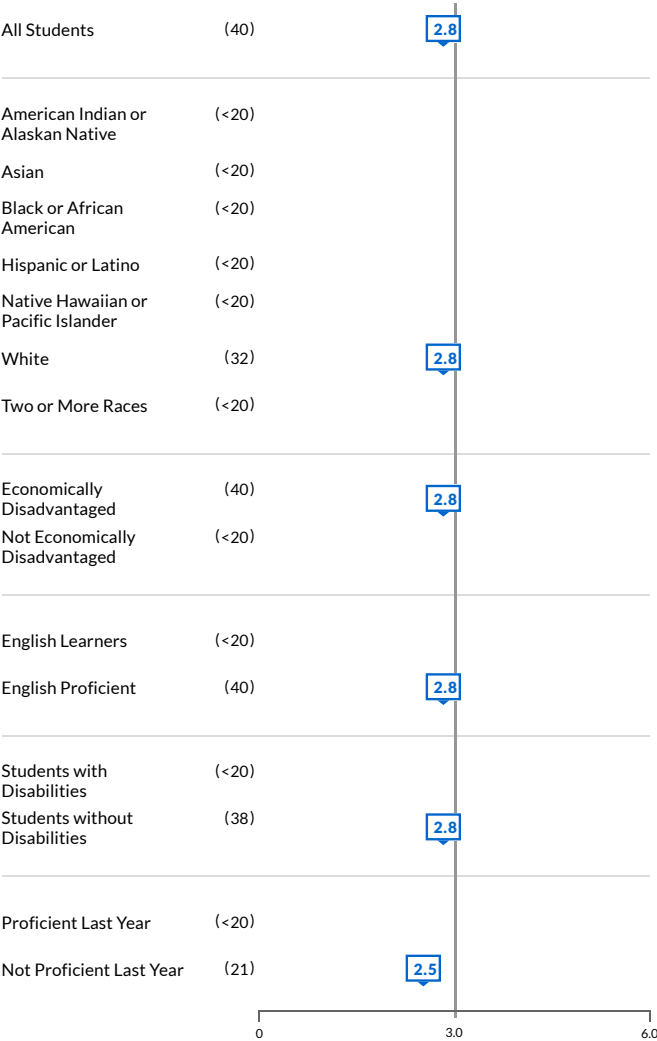 All Students (40) 2.8
American Indian or
Alaskan Native (<20)
Asian (<20)
Black or African
American (<20)
Hispanic or Latino (<20)
Native Hawaiian or
Pacific Islander (<20)
White (32) 2.8
Two or More Races (<20)
Economically
Disadvantaged (40) 2.8
Not Economically
Disadvantaged (<20)
English Learners (<20)
English Proficient (40) 2.8
Students with
Disabilities (<20)
Students without
Disabilities (38) 2.8
Proficient Last Year (<20)
Not Proficient Last Year (21) 2.5
0 3.0 6.0